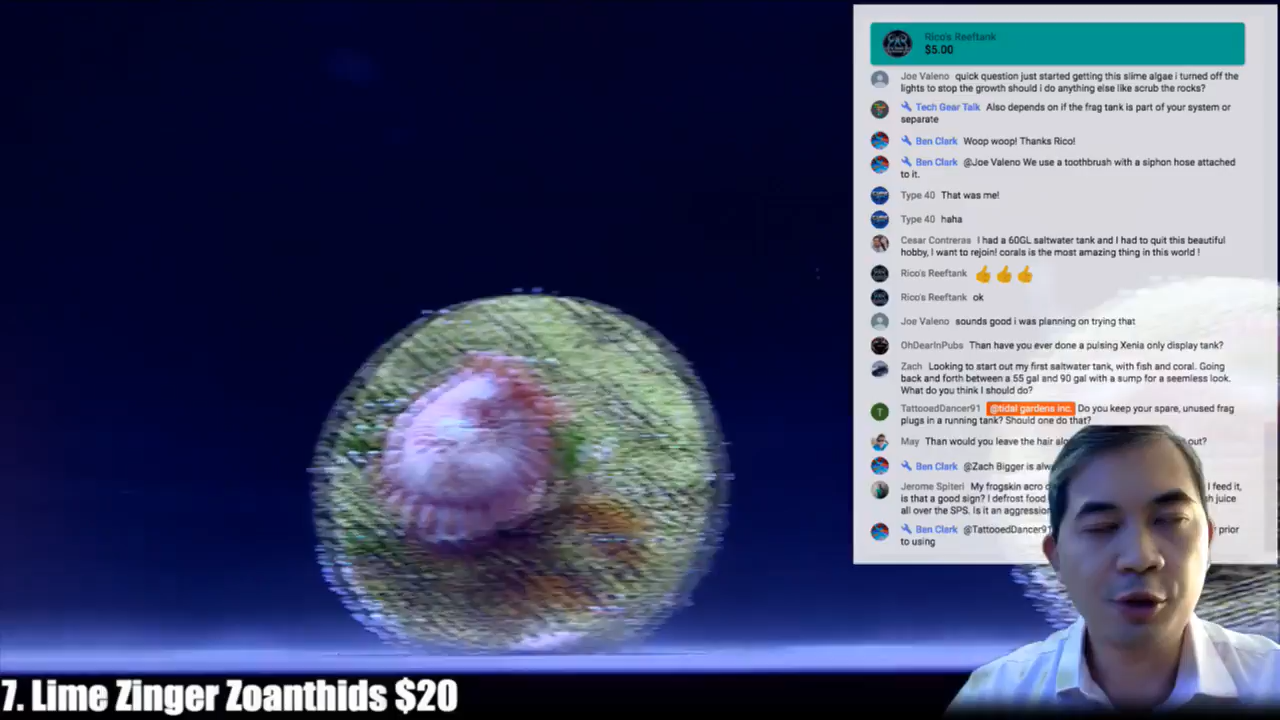 Rico's Reeftank
$5.00
Joe Valeno quick question just started getting this slime algae i turned off the
lights to stop the growth should i do anything else like scrub the rocks?
Tech Gear Talk Also depends on if the frag tank is part of your system or
separate
Ben Clark Woop woop! Thanks Rico!
Ben Clark @Joe Valeno We use a toothbrush with a siphon hose attached
to it.
Type 40 That was me!
Type 40 haha
Cesar Contreras I had a 60GL saltwater tank and I had to quit this beautiful
hobby, I want to rejoin! corals is the most amazing thing in this world !
Rico's Reeftank 👍👍👍
Rico's Reeftank ok
Joe Valeno sounds good i was planning on trying that
OhDearInPubs Than have you ever done a pulsing Xenia only display tank?
Zach Looking to start out my first saltwater tank, with fish and coral. Going
back and forth between a 55 gal and 90 gal with a sump for a seemless look.
What do you think I should do?
T TattooedDancer91 @tidal gardens inc. Do you keep your spare, unused frag
plugs in a running tank? Should one do that?
May Than would you leave the hair out?
Ben Clark @Zach Bigger is
Jerome Spiteri My frogskin acro I feed it,
is that a good sign? I defrost food juice
all over the SPS. Is it an
Ben Clark @TattooedDancer91 prior
to using
7. Lime Zinger Zoanthids $20